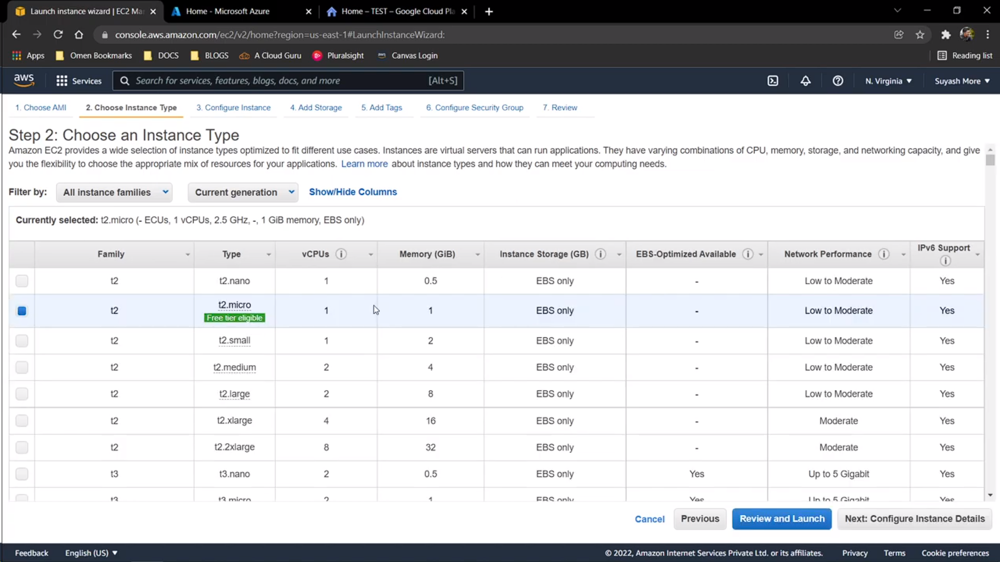 Launch instance wizard | EC2 Ma
Home - Microsoft Azure
Home – TEST – Google Cloud Pla
console.aws.amazon.com/ec2/v2/home?region=us-east-1#LaunchInstanceWizard:
Apps Omen Bookmarks DOCS BLOGS A Cloud Guru Pluralsight Canvas Login Reading list
aws Services Search for services, features, blogs, docs, and more [Alt+S] N. Virginia Suyash More
1. Choose AMI 2. Choose Instance Type 3. Configure Instance 4. Add Storage 5. Add Tags 6. Configure Security Group 7. Review
Step 2: Choose an Instance Type
Amazon EC2 provides a wide selection of instance types optimized to fit different use cases. Instances are virtual servers that can run applications. They have varying combinations of CPU, memory, storage, and networking capacity, and give
you the flexibility to choose the appropriate mix of resources for your applications. Learn more about instance types and how they can meet your computing needs.
Filter by: All instance families Current generation Show/Hide Columns
Currently selected: t2.micro (- ECUs, 1 vCPUs, 2.5 GHz, -, 1 GiB memory, EBS only)
Family Type vCPUs Memory (GiB) Instance Storage (GB) EBS-Optimized Available Network Performance IPv6 Support
t2 t2.nano 1 0.5 EBS only - Low to Moderate Yes
t2 t2.micro 1 1 EBS only - Low to Moderate Yes
Free tier eligible
t2 t2.small 1 2 EBS only - Low to Moderate Yes
t2 t2.medium 2 4 EBS only - Low to Moderate Yes
t2 t2.large 2 8 EBS only - Low to Moderate Yes
t2 t2.xlarge 4 16 EBS only - Moderate Yes
t2 t2.2xlarge 8 32 EBS only - Moderate Yes
t3 t3.nano 2 0.5 EBS only Yes Up to 5 Gigabit Yes
t3 t3.micro 2 1 EBS only Yes Up to 5 Gigabit Yes
Cancel Previous Review and Launch Next: Configure Instance Details
Feedback English (US) © 2022, Amazon Internet Services Private Ltd. or its affiliates. Privacy Terms Cookie preferences